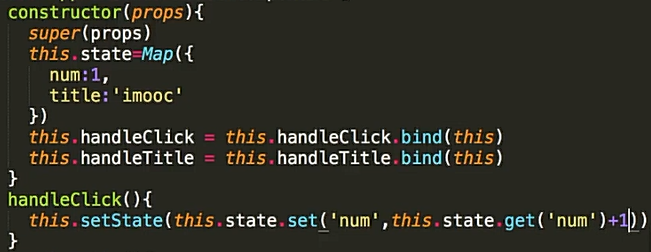 constructor(props){
super(props)
this.state=Map({
num:1,
title:'imooc'
})
this.handleClick = this.handleClick.bind(this)
this.handleTitle = this.handleTitle.bind(this)
}
handleClick(){
this.setState(this.state.set('num',this.state.get('num')+1))
}